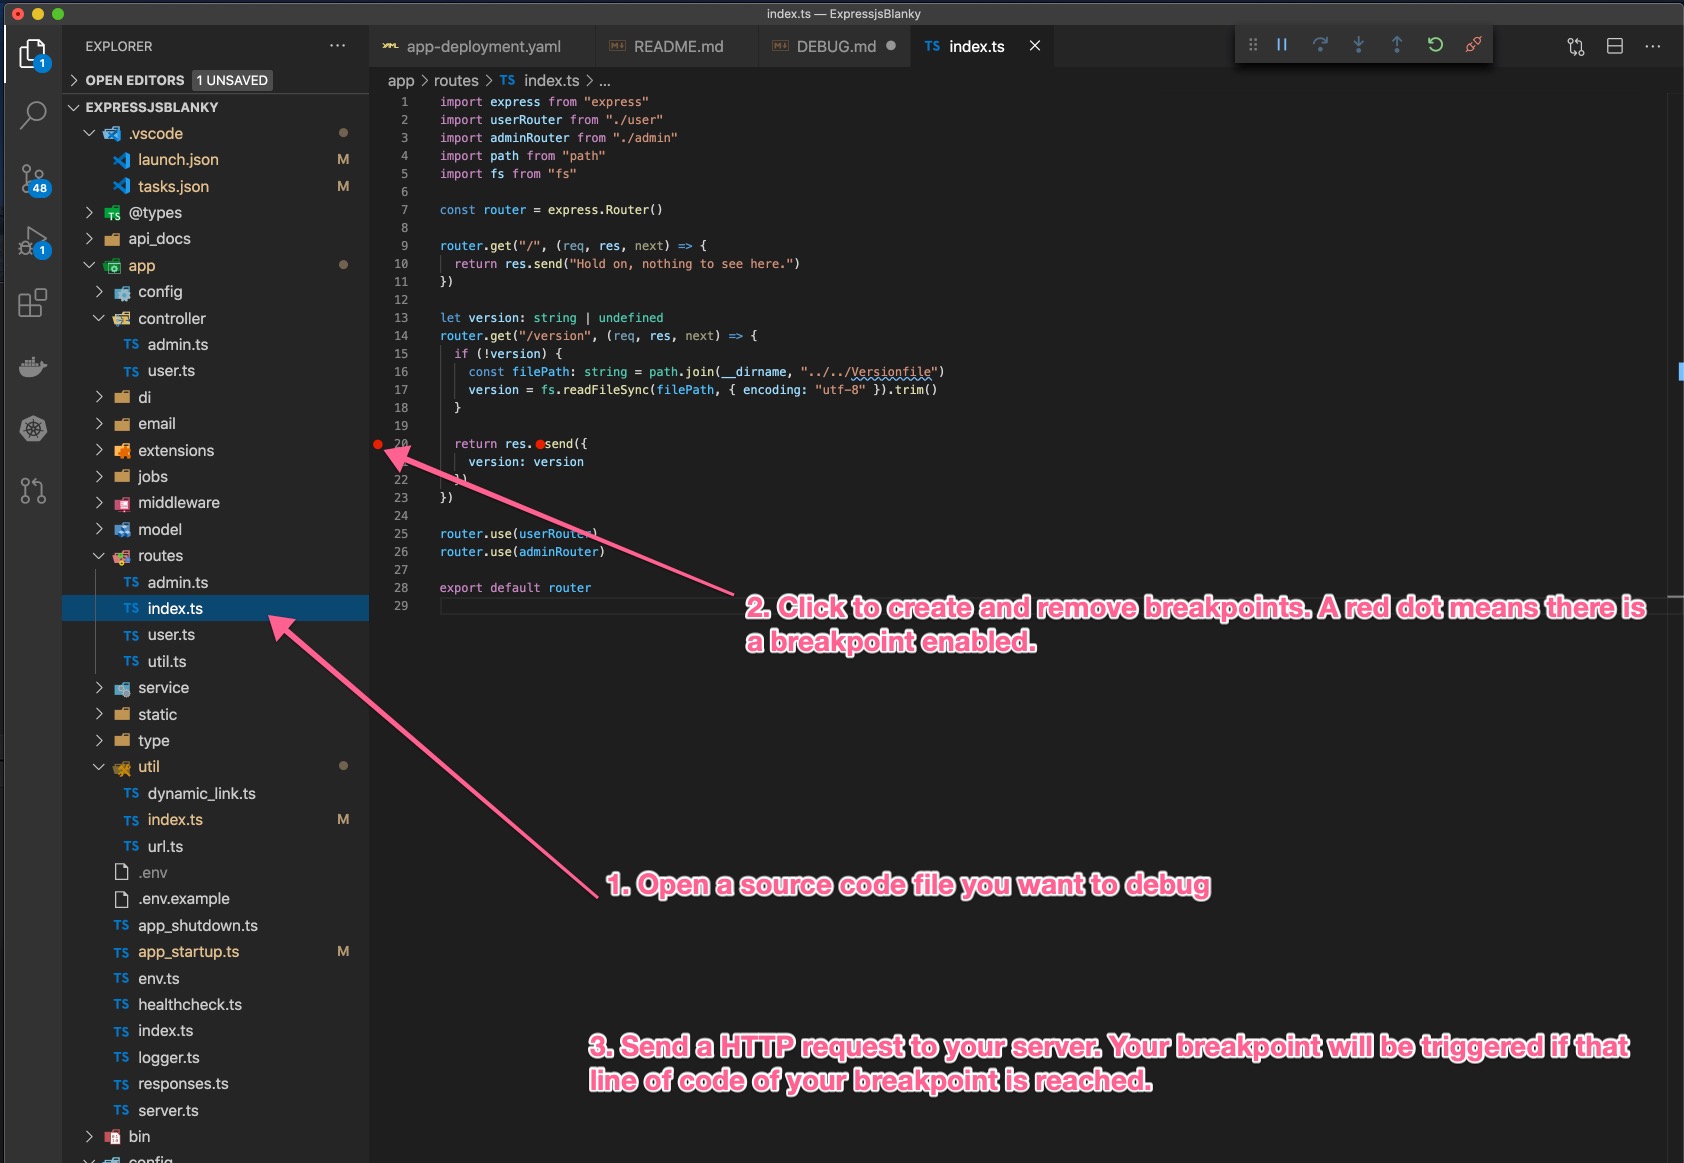 index.ts — ExpressjsBlanky
EXPLORER
app-deployment.yaml
README.md
DEBUG.md
TS index.ts
OPEN EDITORS 1 UNSAVED
app > routes > TS index.ts > ...
EXPRESSJSBLANKY
.vscode
launch.json M
tasks.json M
@types
api_docs
app
config
controller
TS admin.ts
TS user.ts
di
email
extensions
jobs
middleware
model
routes
TS admin.ts
TS index.ts
TS user.ts
TS util.ts
service
static
type
util
TS dynamic_link.ts
TS index.ts M
TS url.ts
.env
.env.example
TS app_shutdown.ts
TS app_startup.ts M
TS env.ts
TS healthcheck.ts
TS index.ts
TS logger.ts
TS responses.ts
TS server.ts
bin
config
1
48
1
1 import express from "express"
2 import userRouter from "./user"
3 import adminRouter from "./admin"
4 import path from "path"
5 import fs from "fs"
6
7 const router = express.Router()
8
9 router.get("/", (req, res, next) => {
10 return res.send("Hold on, nothing to see here.")
11 })
12
13 let version: string | undefined
14 router.get("/version", (req, res, next) => {
15 if (!version) {
16 const filePath: string = path.join(__dirname, "../../Versionfile")
17 version = fs.readFileSync(filePath, { encoding: "utf-8" }).trim()
18 }
19
20 return res.send({
version: version
22 })
23 })
24
25 router.use(userRouter)
26 router.use(adminRouter)
27
28 export default router
29
2. Click to create and remove breakpoints. A red dot means there is
a breakpoint enabled.
1. Open a source code file you want to debug
3. Send a HTTP request to your server. Your breakpoint will be triggered if that
line of code of your breakpoint is reached.